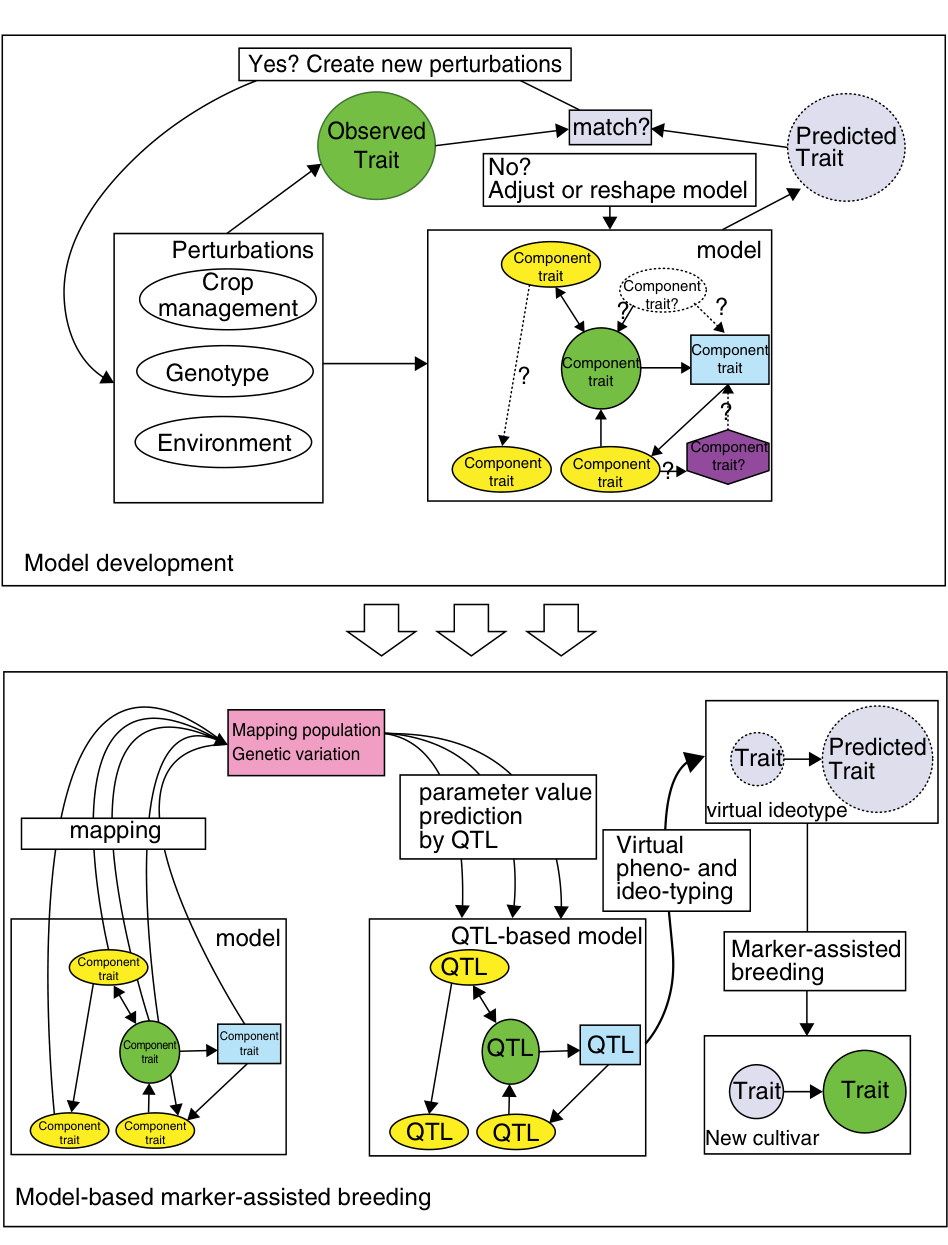 Yes? Create new perturbations
Observed
Trait
match?
Predicted
Trait
No?
Adjust or reshape model
Perturbations
Crop
management
Genotype
Environment
model
Component
trait
Component
trait?
?
?
Component
trait
Component
trait
?
?
Component
trait
Component
trait
?
Component
trait?
Model development
Mapping population
Genetic variation
mapping
parameter value
prediction
by QTL
Trait
Predicted
Trait
virtual ideotype
Virtual
pheno- and
ideo-typing
model
Component
trait
Component
trait
Component
trait
Component
trait
Component
trait
QTL-based model
QTL
QTL
QTL
QTL
QTL
Marker-assisted
breeding
Trait
Trait
New cultivar
Model-based marker-assisted breeding